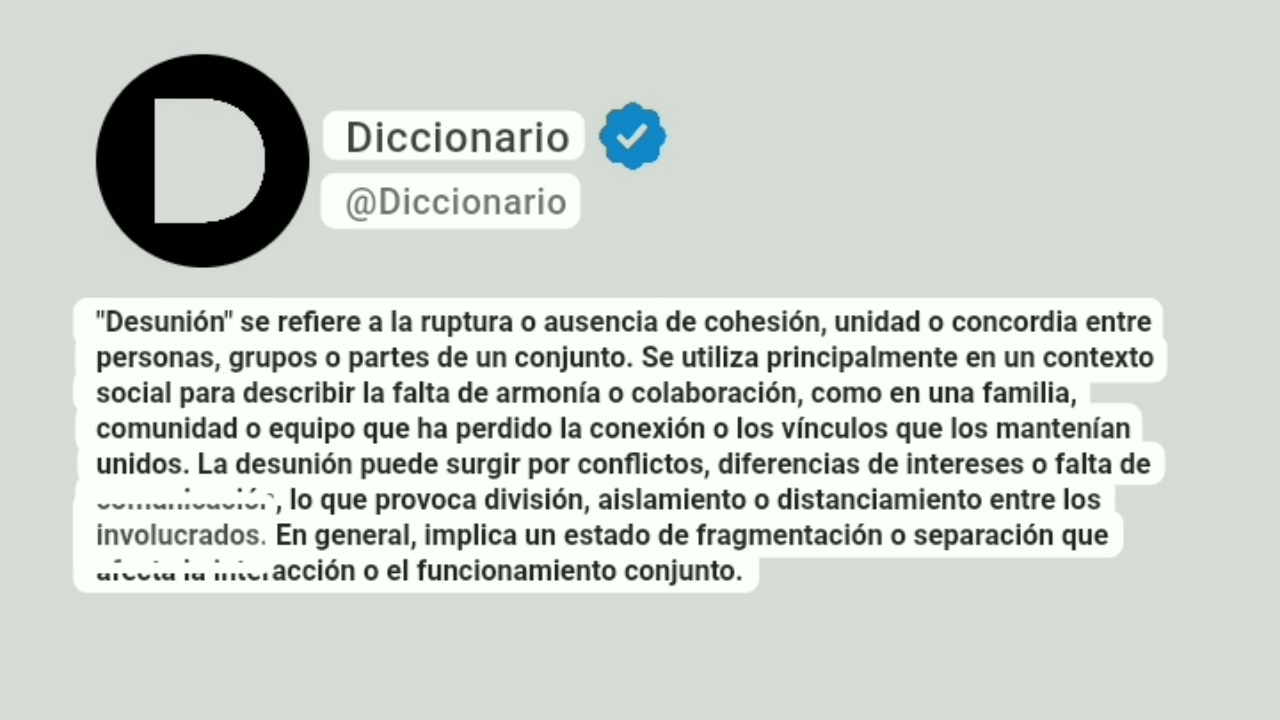 D
Diccionario
@Diccionario
"Desunión" se refiere a la ruptura o ausencia de cohesión, unidad o concordia entre
personas, grupos o partes de un conjunto. Se utiliza principalmente en un contexto
social para describir la falta de armonía o colaboración, como en una familia,
comunidad o equipo que ha perdido la conexión o los vínculos que los mantenían
unidos. La desunión puede surgir por conflictos, diferencias de intereses o falta de
comunicación, lo que provoca división, aislamiento o distanciamiento entre los
involucrados. En general, implica un estado de fragmentación o separación que
afecta la interacción o el funcionamiento conjunto.